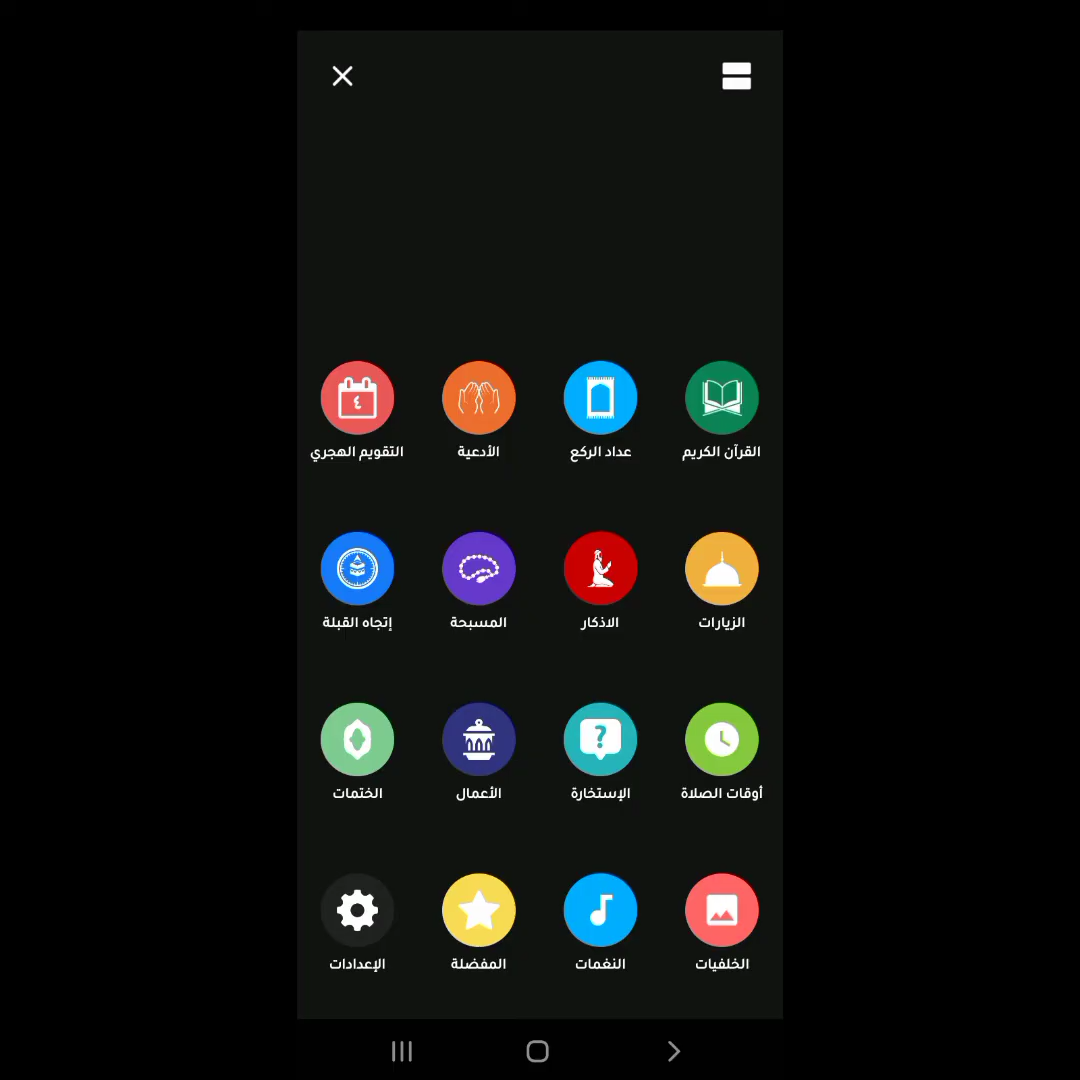 القرآن الكريم
عداد الركع
الأدعية
٤
التقويم الهجري
الزيارات
الاذكار
المسبحة
إتجاه القبلة
أوقات الصلاة
?
الإستخارة
الأعمال
الختمات
الخلفيات
النغمات
المفضلة
الإعدادات